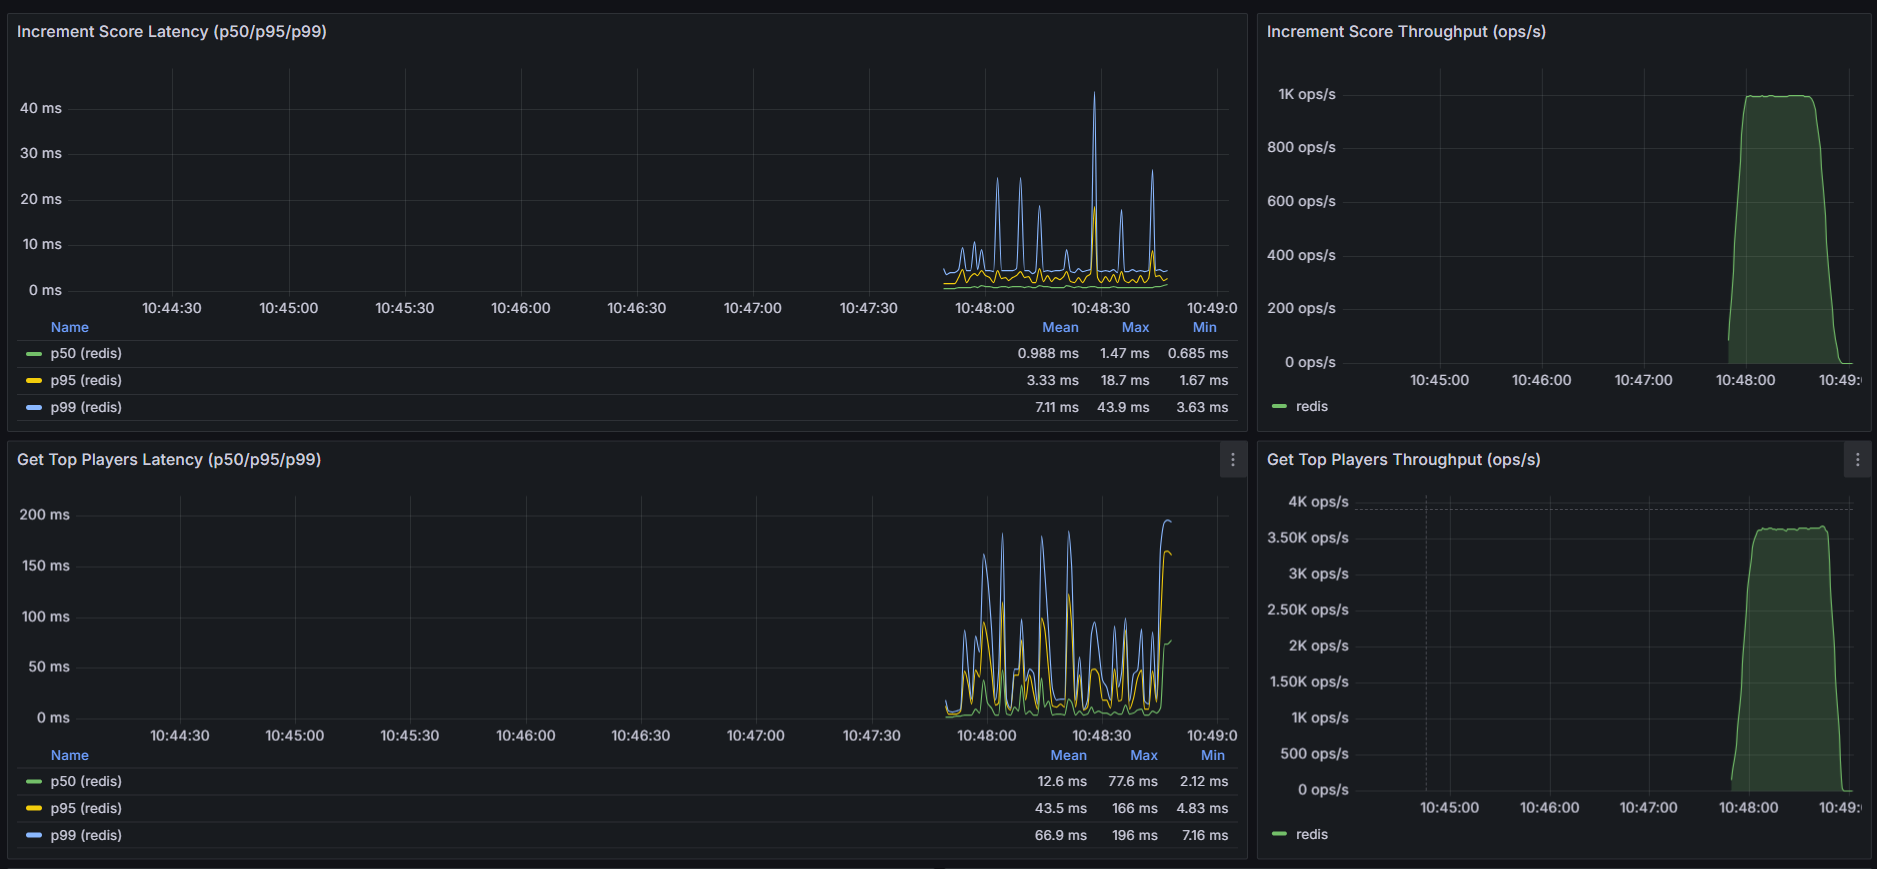 Increment Score Latency (p50/p95/p99)
40 ms
30 ms
20 ms
10 ms
0 ms
10:44:30 10:45:00 10:45:30 10:46:00 10:46:30 10:47:00 10:47:30 10:48:00 10:48:30 10:49:0
Name Mean Max Min
p50 (redis) 0.988 ms 1.47 ms 0.685 ms
p95 (redis) 3.33 ms 18.7 ms 1.67 ms
p99 (redis) 7.11 ms 43.9 ms 3.63 ms
Increment Score Throughput (ops/s)
1K ops/s
800 ops/s
600 ops/s
400 ops/s
200 ops/s
0 ops/s
10:45:00 10:46:00 10:47:00 10:48:00 10:49:
redis
Get Top Players Latency (p50/p95/p99)
200 ms
150 ms
100 ms
50 ms
0 ms
10:44:30 10:45:00 10:45:30 10:46:00 10:46:30 10:47:00 10:47:30 10:48:00 10:48:30 10:49:0
Name Mean Max Min
p50 (redis) 12.6 ms 77.6 ms 2.12 ms
p95 (redis) 43.5 ms 166 ms 4.83 ms
p99 (redis) 66.9 ms 196 ms 7.16 ms
Get Top Players Throughput (ops/s)
4K ops/s
3.50K ops/s
3K ops/s
2.50K ops/s
2K ops/s
1.50K ops/s
1K ops/s
500 ops/s
0 ops/s
10:45:00 10:46:00 10:47:00 10:48:00 10:49:
redis